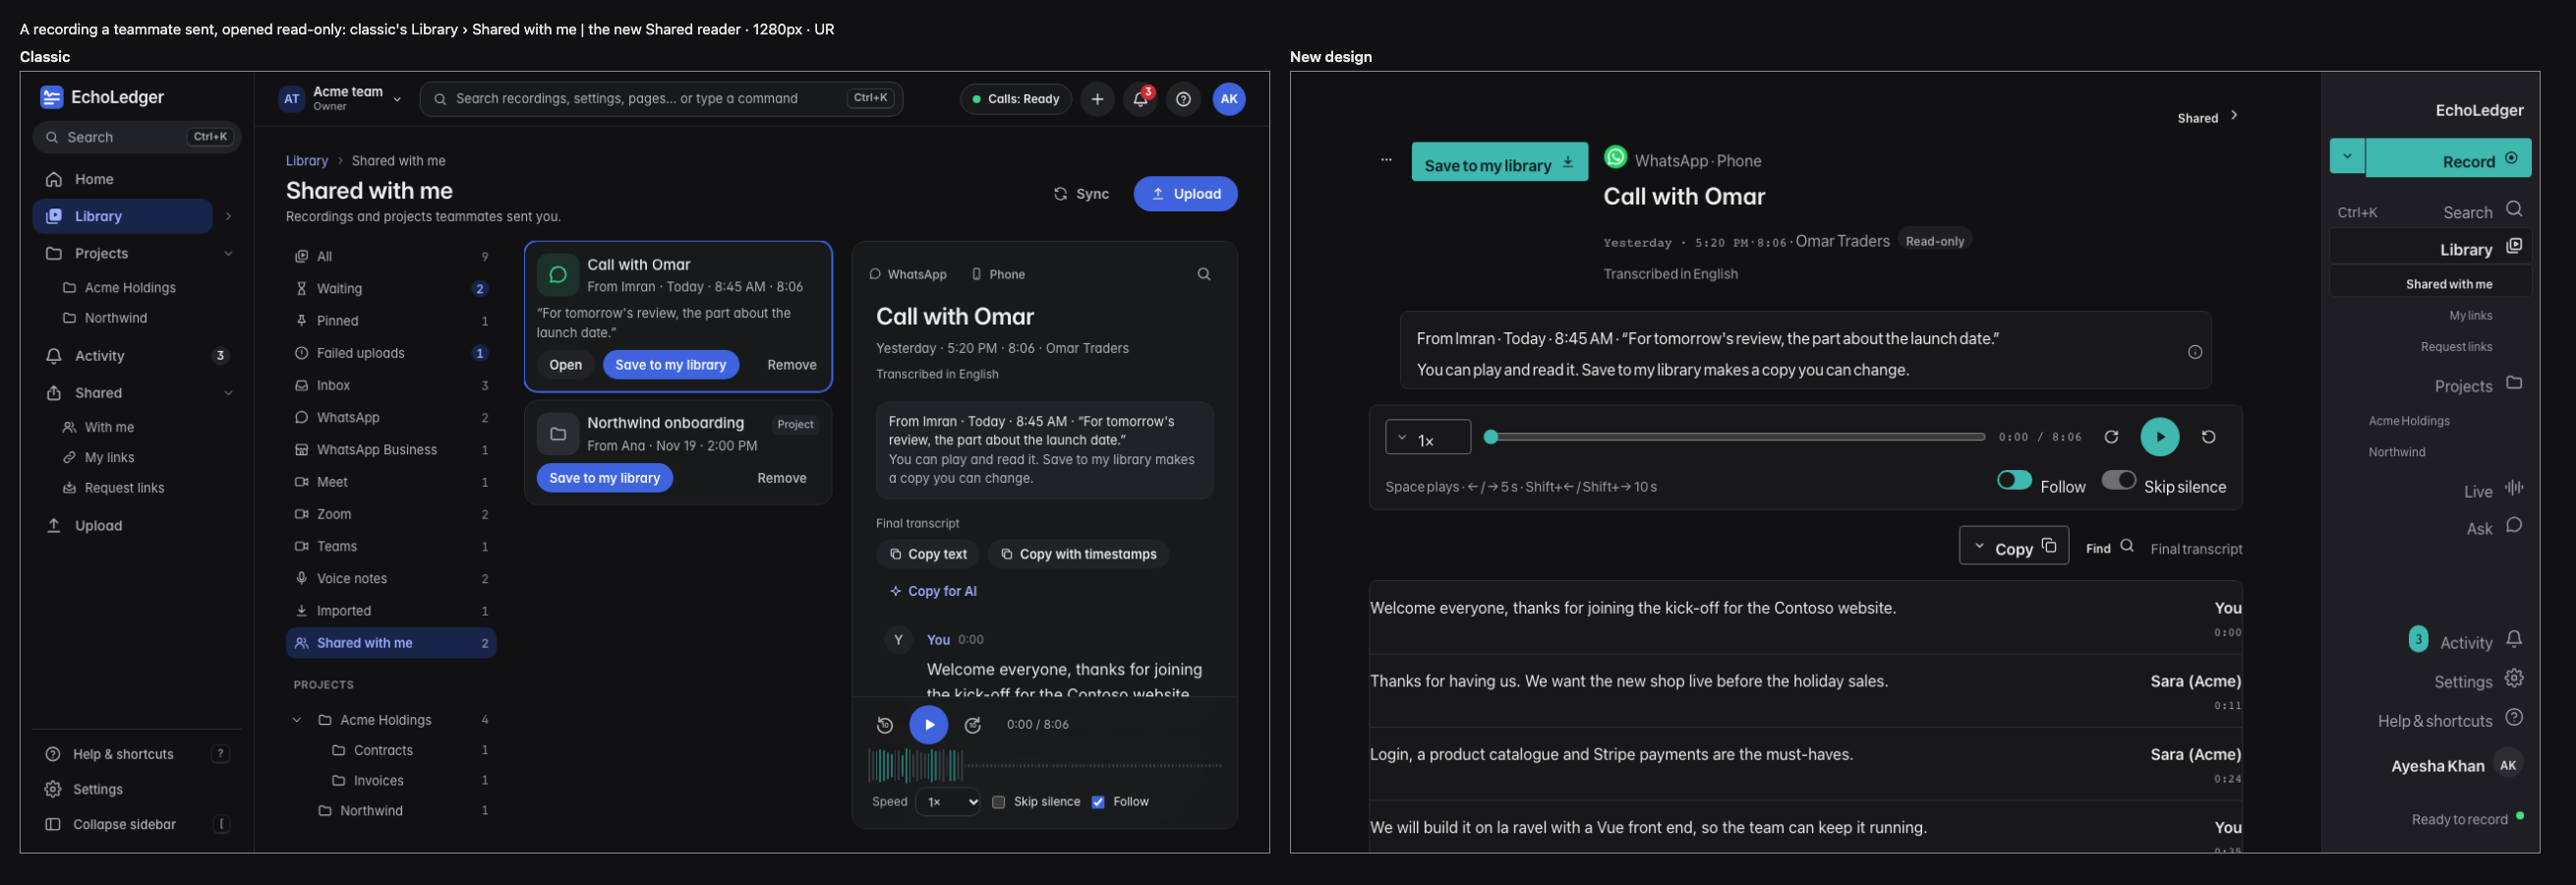 A recording a teammate sent, opened read-only: classic's Library › Shared with me | the new Shared reader · 1280px · UR
Classic
EchoLedger
Search Ctrl+K
Home
Library
Projects
Acme Holdings
Northwind
Activity 3
Shared
With me
My links
Request links
Upload
Help & shortcuts ?
Settings
Collapse sidebar [
AT Acme team
Owner
Search recordings, settings, pages... or type a command Ctrl+K
Calls: Ready
3
AK
Library › Shared with me
Shared with me
Recordings and projects teammates sent you.
Sync
Upload
All 9
Waiting 2
Pinned 1
Failed uploads 1
Inbox 3
WhatsApp 2
WhatsApp Business 1
Meet 1
Zoom 2
Teams 1
Voice notes 2
Imported 1
Shared with me 2
PROJECTS
Acme Holdings 4
Contracts 1
Invoices 1
Northwind 1
Call with Omar
From Imran · Today · 8:45 AM · 8:06
“For tomorrow's review, the part about the
launch date.”
Open Save to my library Remove
Northwind onboarding Project
From Ana · Nov 19 · 2:00 PM
Save to my library Remove
WhatsApp Phone
Call with Omar
Yesterday · 5:20 PM · 8:06 · Omar Traders
Transcribed in English
From Imran · Today · 8:45 AM · “For tomorrow's
review, the part about the launch date.”
You can play and read it. Save to my library makes
a copy you can change.
Final transcript
Copy text Copy with timestamps
Copy for AI
Y You 0:00
Welcome everyone, thanks for joining
the kick-off for the Contoso website.
10 10 0:00 / 8:06
Speed 1× Skip silence Follow
New design
Shared
Save to my library
WhatsApp · Phone
Call with Omar
Yesterday · 5:20 PM · 8:06 · Omar Traders Read-only
Transcribed in English
From Imran · Today · 8:45 AM · “For tomorrow's review, the part about the launch date.”
You can play and read it. Save to my library makes a copy you can change.
1× 0:00 / 8:06
Space plays · ← / → 5 s · Shift+← / Shift+→ 10 s
Follow Skip silence
Copy Find Final transcript
Welcome everyone, thanks for joining the kick-off for the Contoso website. You
0:00
Thanks for having us. We want the new shop live before the holiday sales. Sara (Acme)
0:11
Login, a product catalogue and Stripe payments are the must-haves. Sara (Acme)
0:24
We will build it on la ravel with a Vue front end, so the team can keep it running. You
0:35
EchoLedger
Record
Ctrl+K Search
Library
Shared with me
My links
Request links
Projects
Acme Holdings
Northwind
Live
Ask
3 Activity
Settings
Help & shortcuts
Ayesha Khan AK
Ready to record